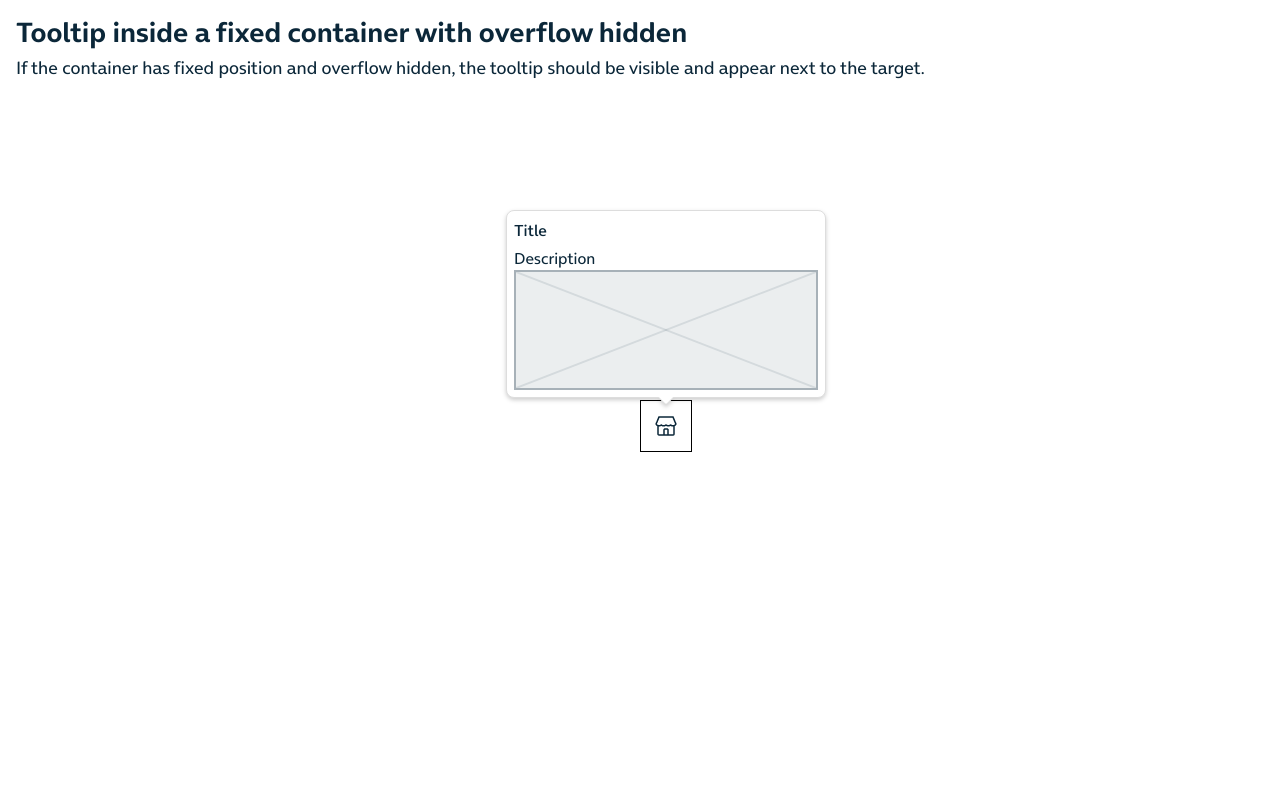 Tooltip inside a fixed container with overflow hidden
If the container has fixed position and overflow hidden, the tooltip should be visible and appear next to the target.
Title
Description